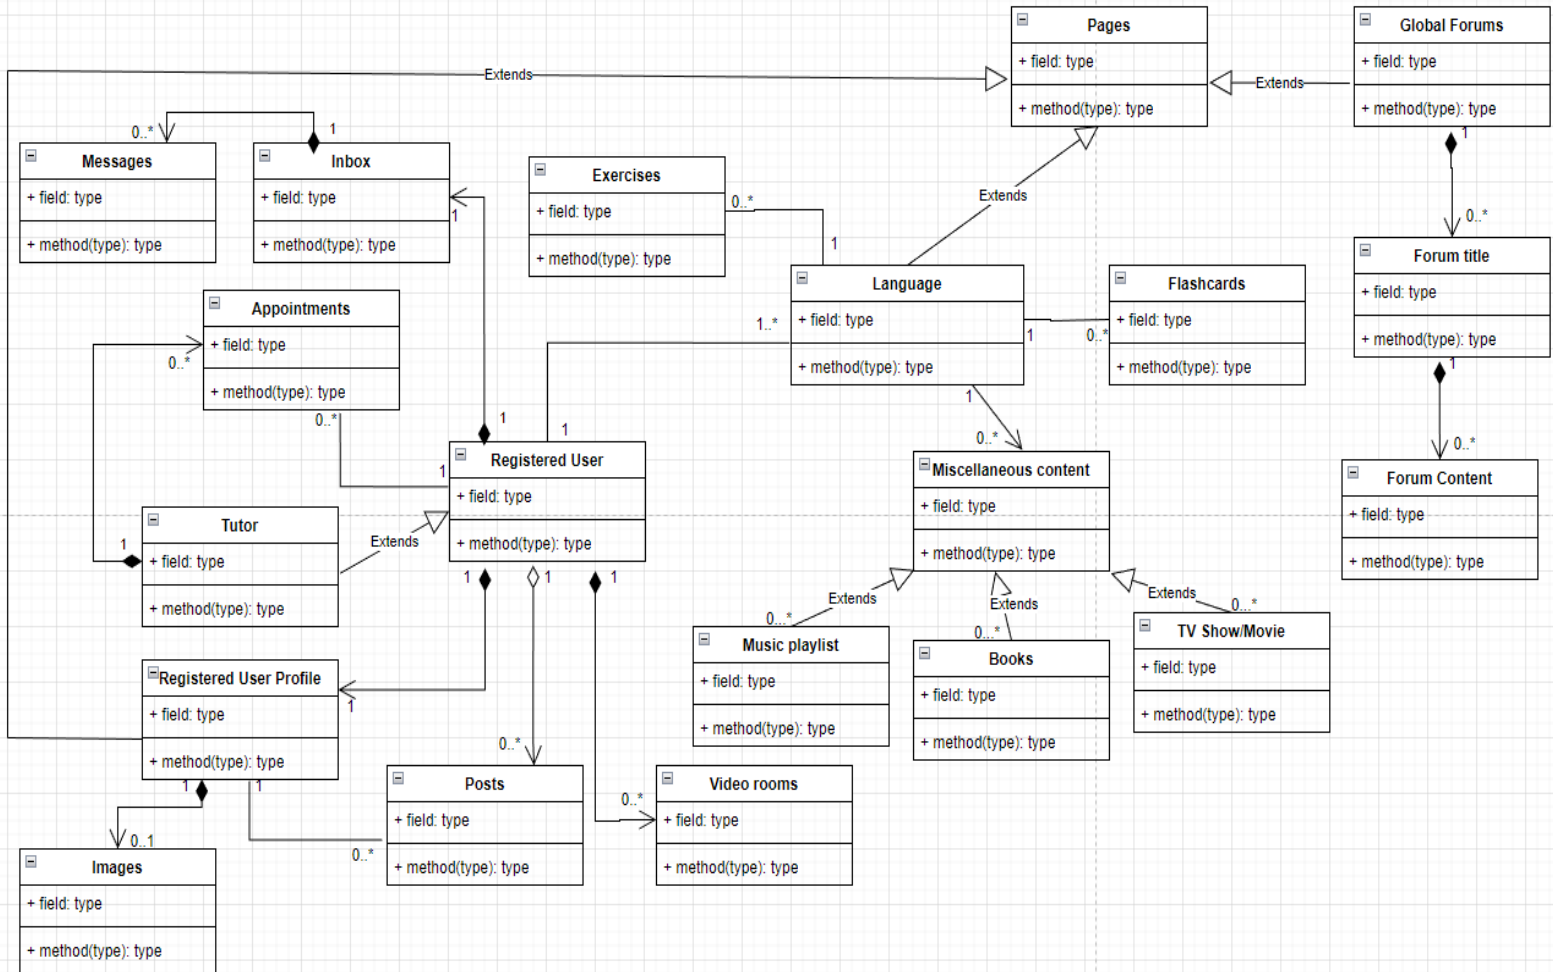 Pages
+ field: type
+ method(type): type
Global Forums
+ field: type
+ method(type): type
Extends
Extends
0..*
1
Messages
+ field: type
+ method(type): type
Inbox
+ field: type
+ method(type): type
1
Exercises
+ field: type
+ method(type): type
0..*
1
Extends
1
0..*
Language
+ field: type
+ method(type): type
1..*
1
0..*
Flashcards
+ field: type
+ method(type): type
Forum title
+ field: type
+ method(type): type
Appointments
+ field: type
+ method(type): type
0..*
0..*
1
1
1
1
0..*
1
0..*
Registered User
+ field: type
+ method(type): type
Miscellaneous content
+ field: type
+ method(type): type
Forum Content
+ field: type
+ method(type): type
Tutor
+ field: type
+ method(type): type
1
Extends
1
1
1
Extends
0...*
Extends
0...*
Extends
0...*
Music playlist
+ field: type
+ method(type): type
Books
+ field: type
+ method(type): type
TV Show/Movie
+ field: type
+ method(type): type
Registered User Profile
+ field: type
+ method(type): type
1
0..*
0..*
1
1
0..1
0..*
Posts
+ field: type
+ method(type): type
Video rooms
+ field: type
+ method(type): type
Images
+ field: type
+ method(type): type